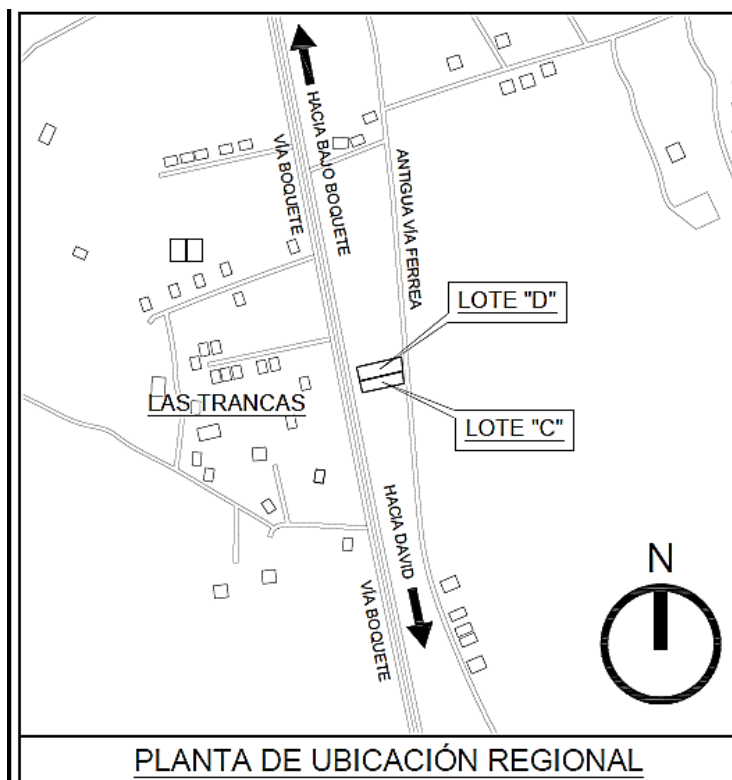 HACIA BAJO BOQUETE
VÍA BOQUETE
ANTIGUA VÍA FERREA
LOTE "D"
LAS TRANCAS
LOTE "C"
HACIA DAVID
VÍA BOQUETE
N
PLANTA DE UBICACIÓN REGIONAL